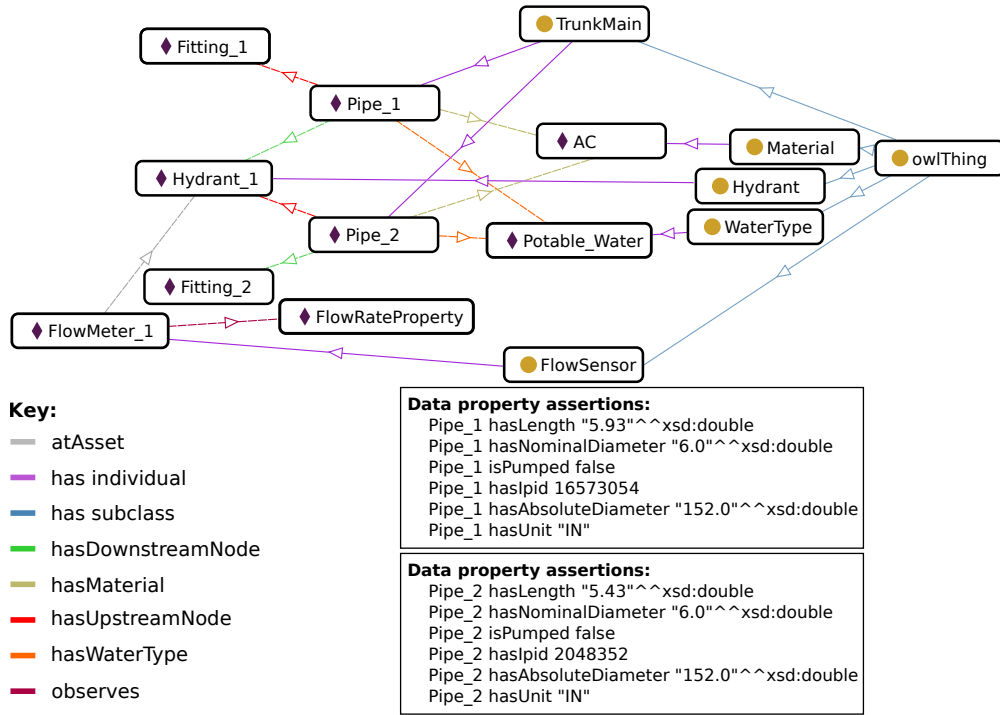 TrunkMain
Fitting_1
Pipe_1
AC
Material
owlThing
Hydrant_1
Hydrant
WaterType
Pipe_2
Potable_Water
Fitting_2
FlowRateProperty
FlowMeter_1
FlowSensor
Key:
atAsset
has individual
has subclass
hasDownstreamNode
hasMaterial
hasUpstreamNode
hasWaterType
observes
Data property assertions:
Pipe_1 hasLength "5.93"^^xsd:double
Pipe_1 hasNominalDiameter "6.0"^^xsd:double
Pipe_1 isPumped false
Pipe_1 hasIpid 16573054
Pipe_1 hasAbsoluteDiameter "152.0"^^xsd:double
Pipe_1 hasUnit "IN"
Data property assertions:
Pipe_2 hasLength "5.43"^^xsd:double
Pipe_2 hasNominalDiameter "6.0"^^xsd:double
Pipe_2 isPumped false
Pipe_2 hasIpid 2048352
Pipe_2 hasAbsoluteDiameter "152.0"^^xsd:double
Pipe_2 hasUnit "IN"